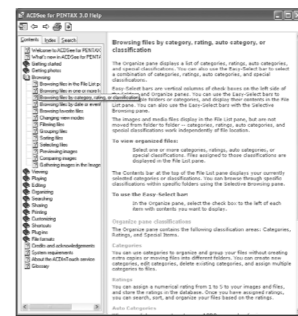 ACDSee for PENTAX 3.0 Help
Contents Index Search
Welcome to ACDSee for PENTAX
What's new in ACDSee for PENTAX
Getting started
Getting photos
Browsing
Browsing files in the File List p
Browsing files in one or more f
Browsing files by category, rating, or classification
Browsing files by date or event
Browsing favorite files
Changing view modes
Filtering files
Grouping files
Sorting files
Selecting files
Previewing images
Comparing images
Gathering images in the Image
Viewing
Playing
Editing
Organizing
Searching
Sharing
Printing
Customizing
Shortcuts
Plug-ins
File formats
Credits and acknowledgements
System requirements
About the ACDInTouch service
Glossary
Browsing files by category, rating, auto category, or
classification
The Organize pane displays a list of categories, ratings, auto categories,
and special classifications. You can also use the Easy-Select bar to select
a combination of categories, ratings, auto categories, and special
classifications.
Easy-Select bars are vertical columns of check boxes on the left side of
the Folders and Organize panes. You can use the Easy-Select bar to
folders or categories, and display their contents in the File
List pane. You can also use Easy-Select bars with the Selective
Browsing pane.
The images and media files display in the File List pane, but are not
moved from folder to folder — categories, ratings, auto categories, and
special classifications work independently of file location.
To view organized files:
Select one or more categories, ratings, auto categories, or
special classifications. Files assigned to those classifications are
displayed in the File List pane.
The Contents bar at the top of the File List pane displays your currently
selected categories or classifications. You can browse through specific
classifications within specific folders using the Selective Browsing pane.
To use the Easy-Select bar:
In the Organize pane, select the check box to the left of each
item with contents you want to display.
Organize pane classifications
The Organize pane contains the following classification areas: Categories,
Ratings, and Special Items.
Categories
You can use categories to organize and group your files without creating
extra copies or moving files into different folders. You can create new
categories, edit categories, delete existing categories, and assign multiple
categories to files.
Ratings
You can assign a numerical rating from 1 to 5 to your images and files,
and store the ratings in the database. Once you have assigned ratings,
you can search, sort, and organize your files based on the ratings.
Auto Categories